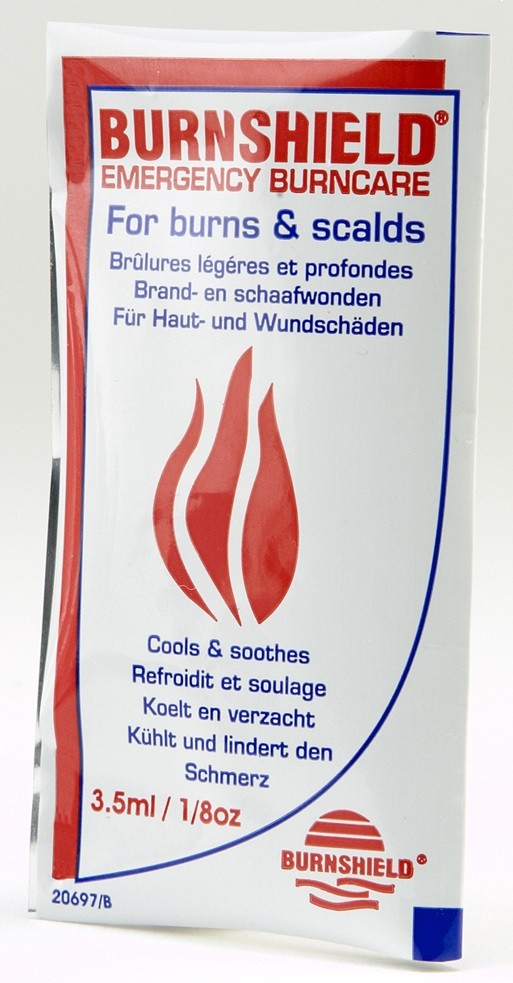 BURNSHIELD®
EMERGENCY BURNCARE
For burns & scalds
Brûlures légéres et profondes
Brand- en schaafwonden
Für Haut- und Wundschäden
Cools & soothes
Refroidit et soulage
Koelt en verzacht
Kühlt und lindert den
Schmerz
3.5ml / 1/8oz
BURNSHIELD®
20697/B